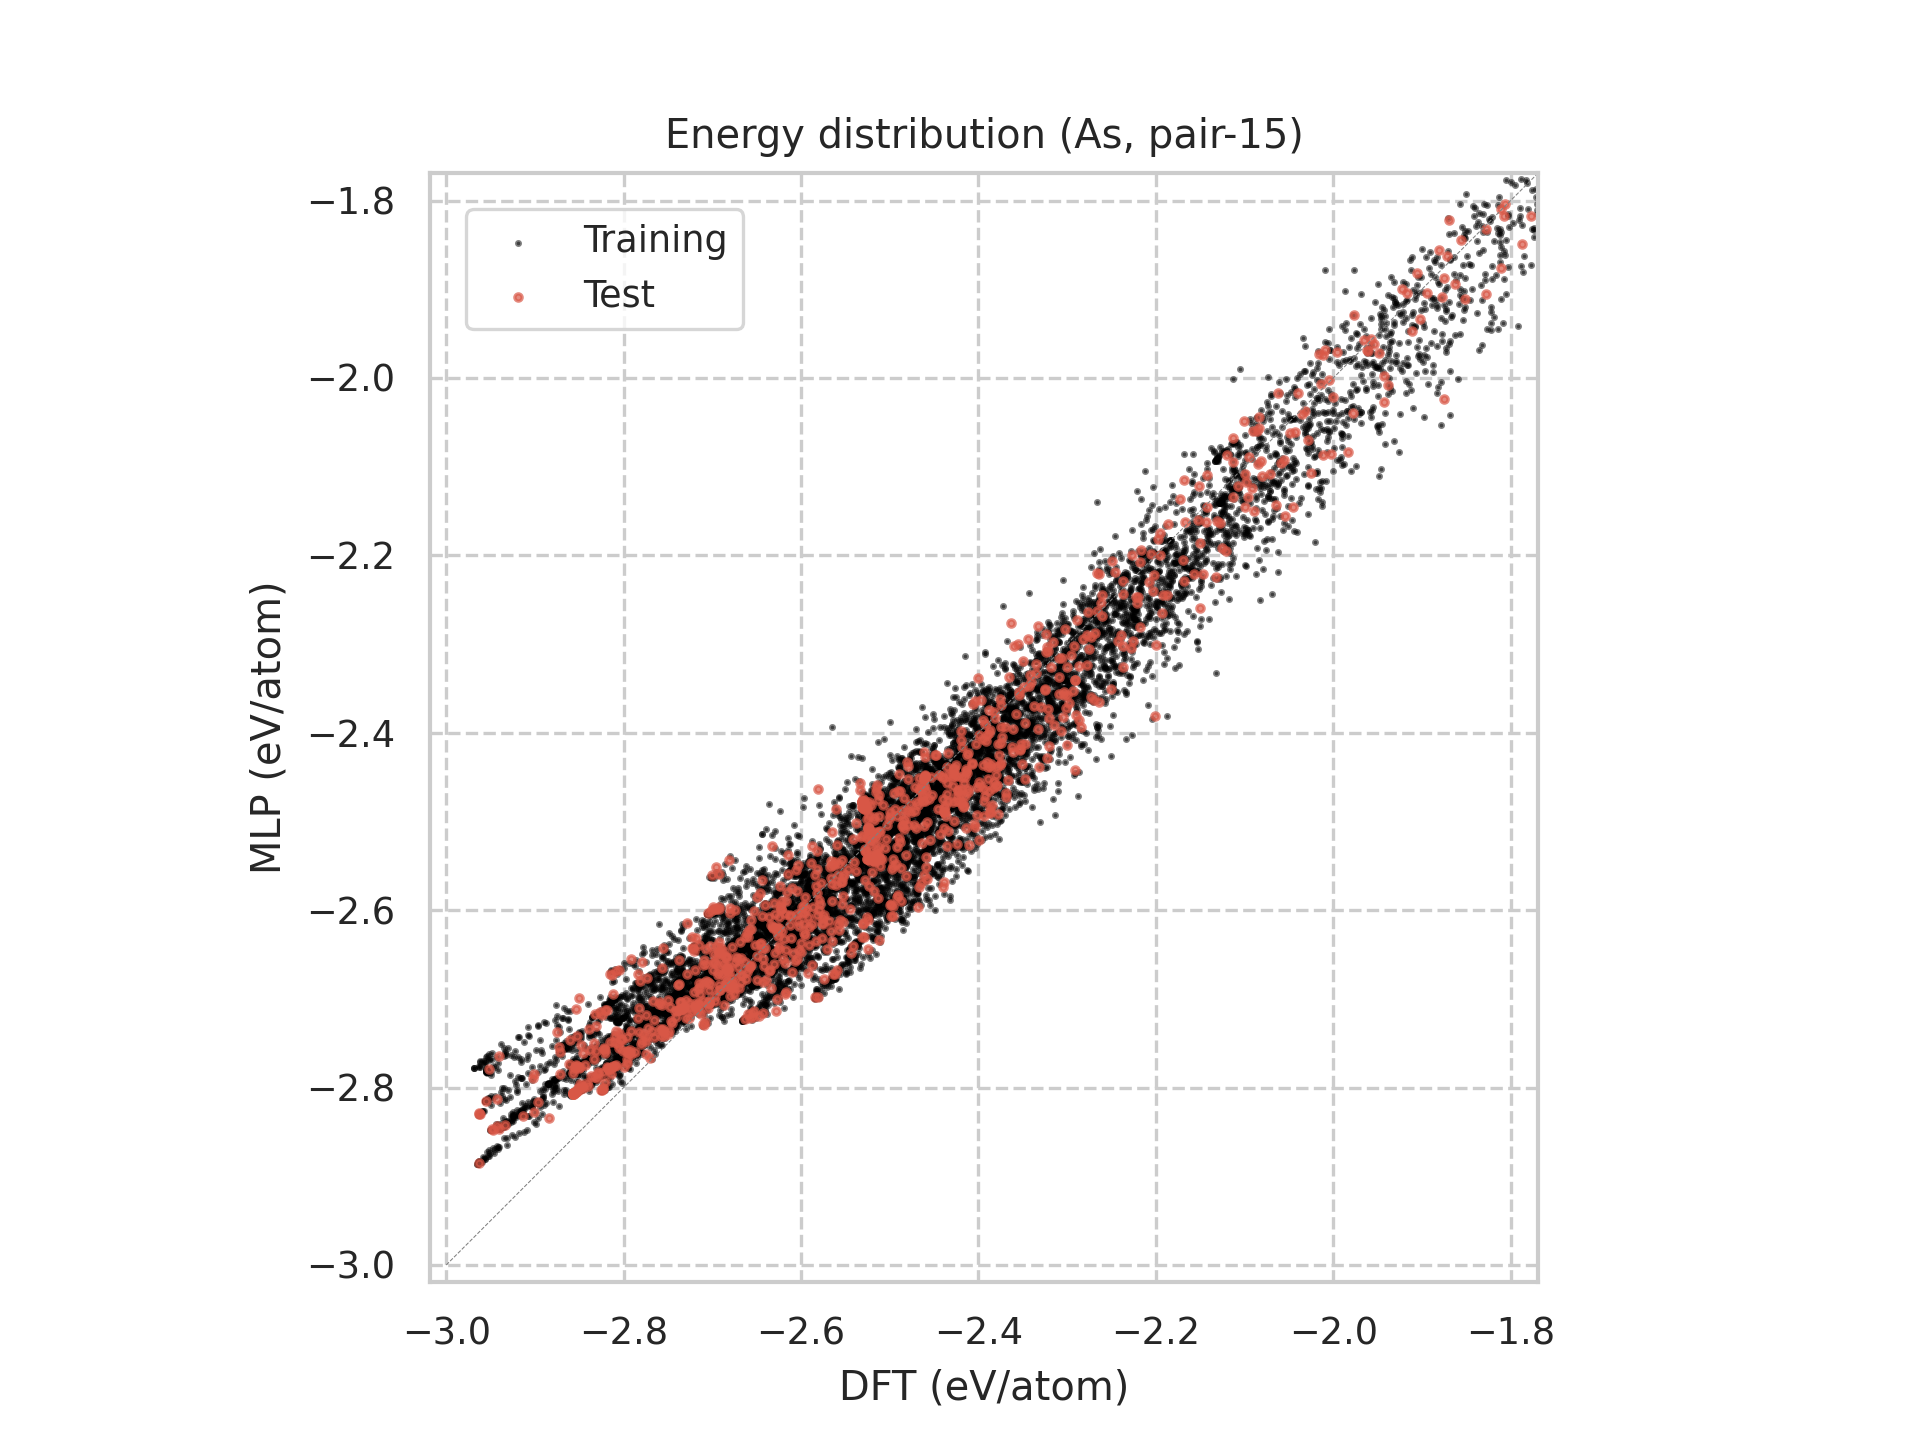 Energy distribution (As, pair-15)
Training
Test
−1.8
−2.0
−2.2
−2.4
−2.6
−2.8
−3.0
MLP (eV/atom)
−3.0 −2.8 −2.6 −2.4 −2.2 −2.0 −1.8
DFT (eV/atom)